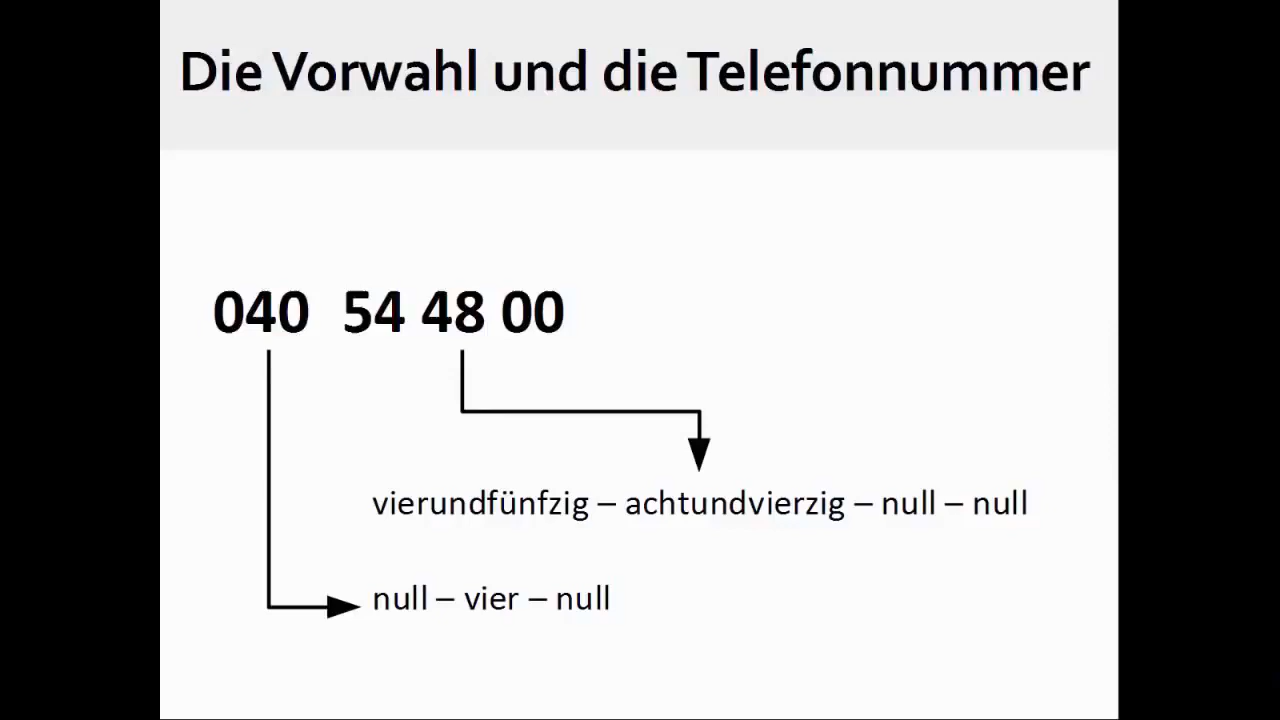 Die Vorwahl und die Telefonnummer
040 54 48 00
vierundfünfzig – achtundvierzig – null – null
null – vier – null